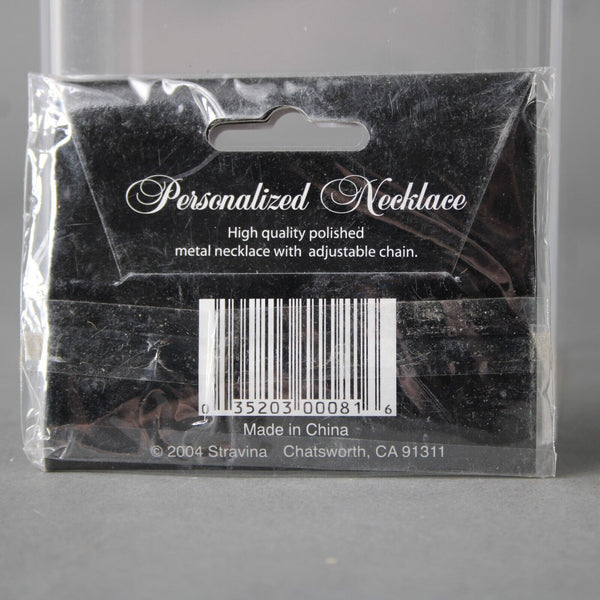 Personalized Necklace
High quality polished
metal necklace with adjustable chain.
0 35203 00081 6
Made in China
© 2004 Stravina Chatsworth, CA 91311